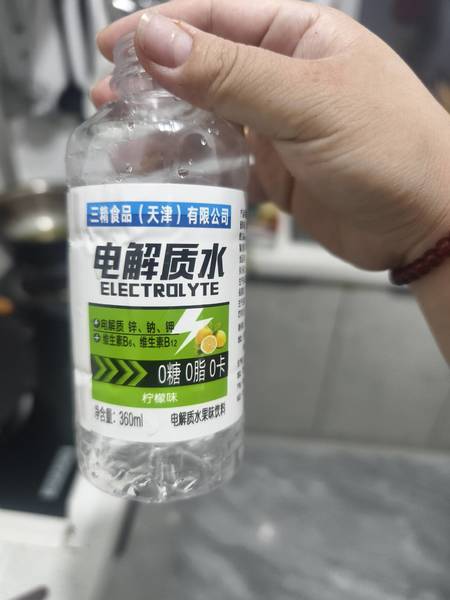 三精食品（天津）有限公司
电解质水
ELECTROLYTE
+电解质 锌、钠、钾
+维生素B6、维生素B12
0糖 0脂 0卡
柠檬味
净含量：360ml 电解质水果味饮料